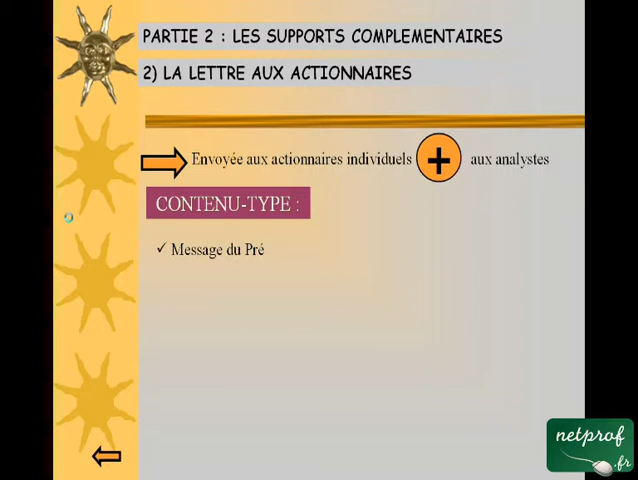 PARTIE 2 : LES SUPPORTS COMPLEMENTAIRES
2) LA LETTRE AUX ACTIONNAIRES
Envoyée aux actionnaires individuels + aux analystes
CONTENU-TYPE :
✓ Message du Pré
netprof
.fr